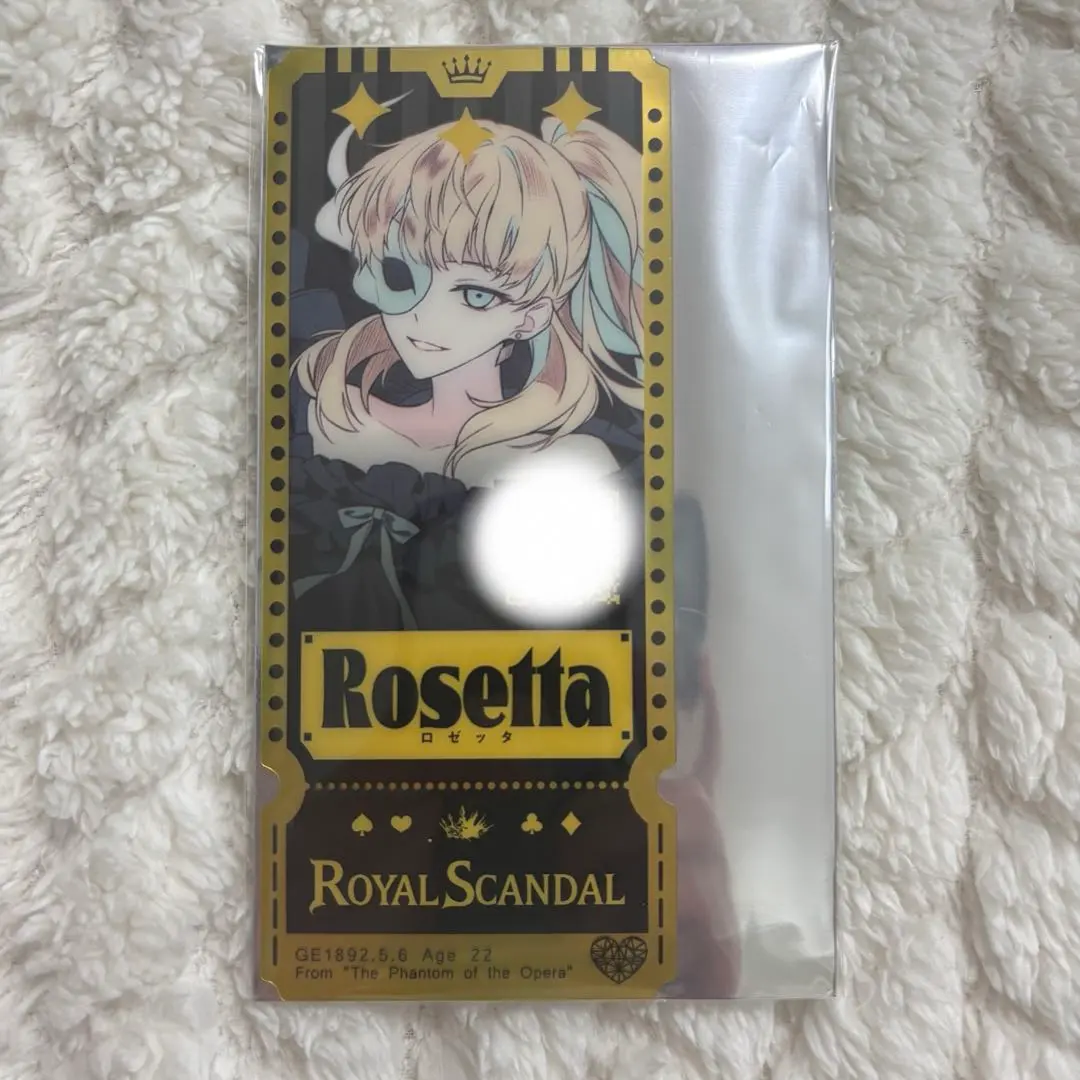 Rosetta
ロゼッタ
ROYAL SCANDAL
GE1892.5.6 Age 22
From "The Phantom of the Opera"